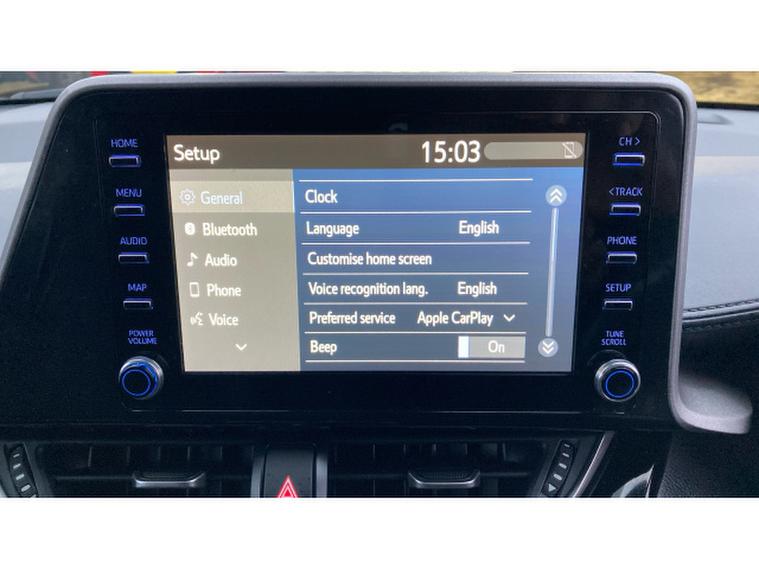 HOME
MENU
AUDIO
MAP
POWER
VOLUME
Setup 15:03
General
Bluetooth
Audio
Phone
Voice
Clock
Language English
Customise home screen
Voice recognition lang. English
Preferred service Apple CarPlay
Beep On
CH >
< TRACK
PHONE
SETUP
TUNE
SCROLL